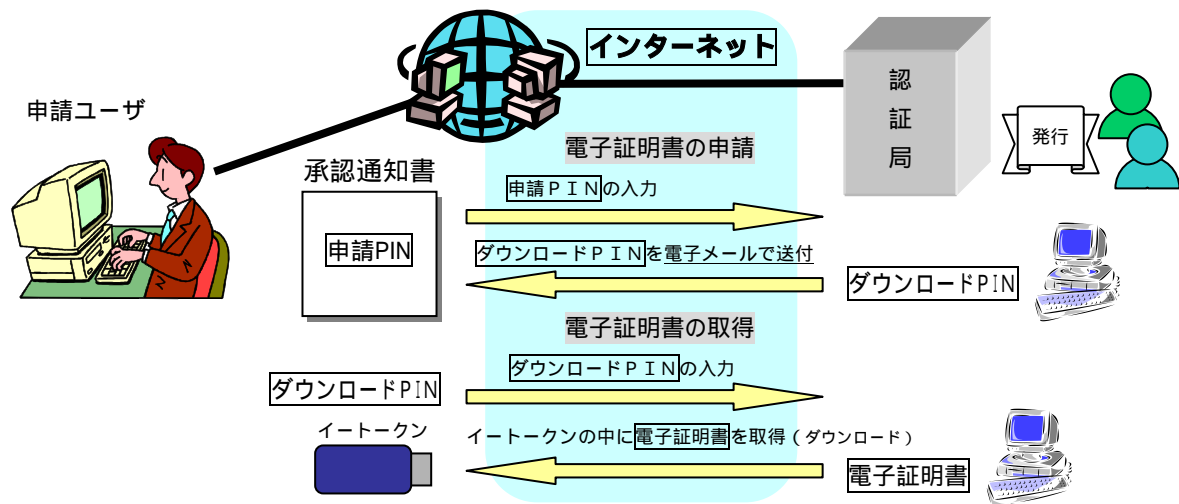 インターネット
認証局
発行
申請ユーザ
電子証明書の申請
承認通知書
申請ＰＩＮの入力
申請PIN
ダウンロードＰＩＮを電子メールで送付
ダウンロードPIN
電子証明書の取得
ダウンロードＰＩＮの入力
ダウンロードPIN
イートークン
イートークンの中に電子証明書を取得（ダウンロード）
電子証明書